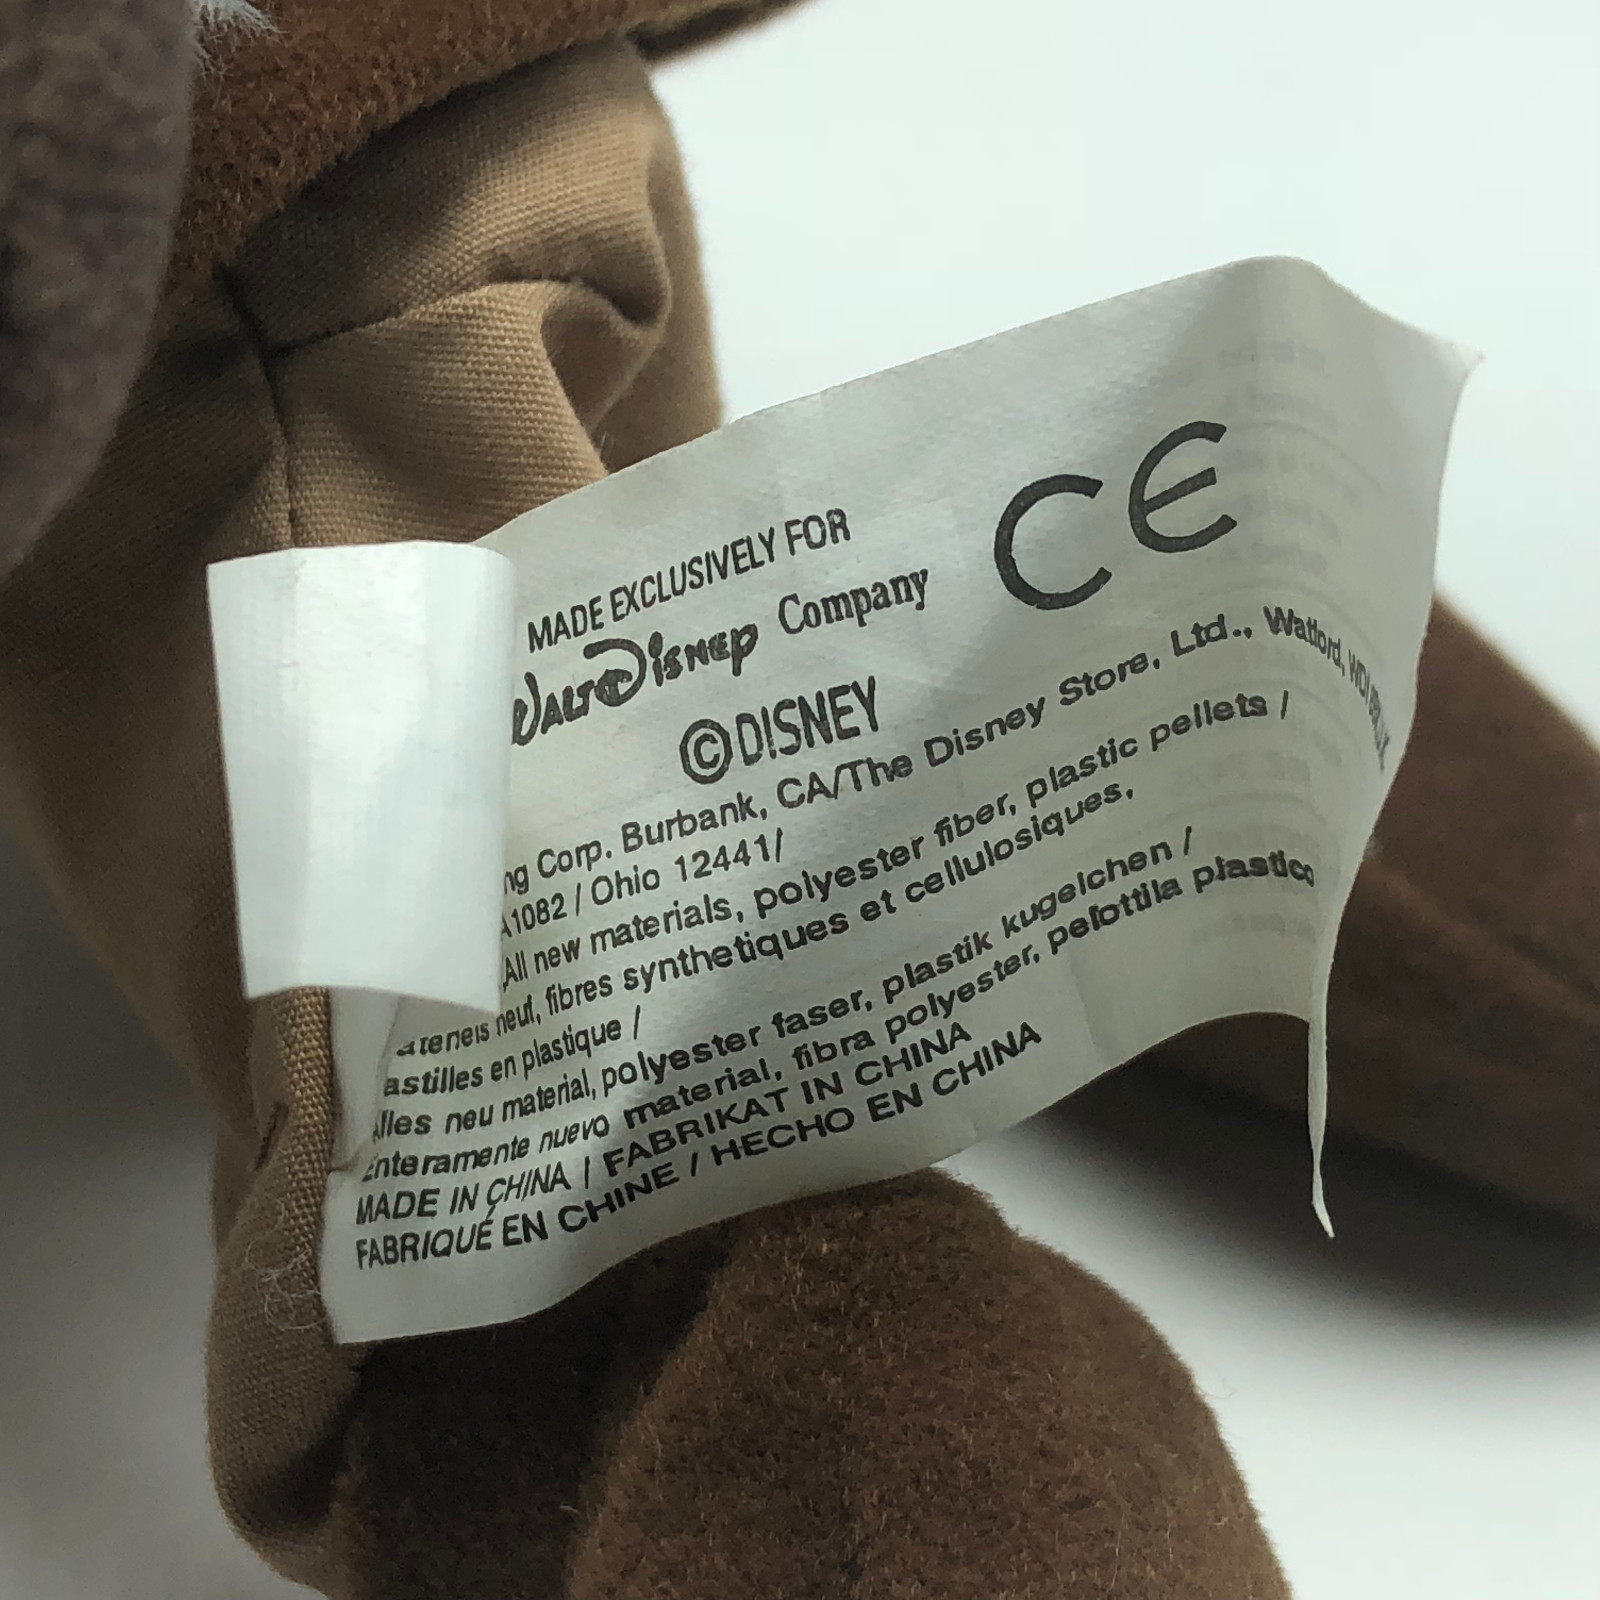 MADE EXCLUSIVELY FOR
WALT DISNEY Company
CE
©DISNEY
ng Corp. Burbank, CA/The Disney Store, Ltd., Watford,
A1082 / Ohio 12441/
All new materials, polyester fiber, plastic pellets /
ateriels neuf, fibres synthetiques et cellulosiques,
astilles en plastique /
Alles neu material, polyester faser, plastik kugelchen /
Enteramente nuevo material, fibra polyester, pelottila plastico
MADE IN CHINA / FABRIKAT IN CHINA
FABRIQUÉ EN CHINE / HECHO EN CHINA